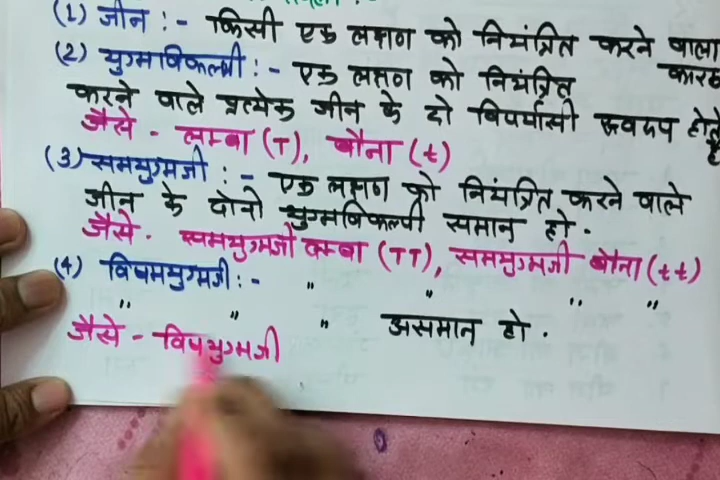 (1) जीन :- किसी एक लक्षण को नियंत्रित करने वाला
कारक
(2) युग्मविकल्पी :- एक लक्षण को नियंत्रित
करने वाले प्रत्येक जीन के दो विपर्यासी स्वरूप होते है
जैसे - लम्बा (T), बौना (t)
(3) समयुग्मजी :- एक लक्षण को नियंत्रित करने वाले
जीन के दोनो युग्मविकल्पी समान हो .
जैसे - समयुग्मजी लम्बा (TT), समयुग्मजी बौना (tt)
(4) विषमयुग्मजी :- " " " "
" " " असमान हो .
जैसे - विषयुग्मजी